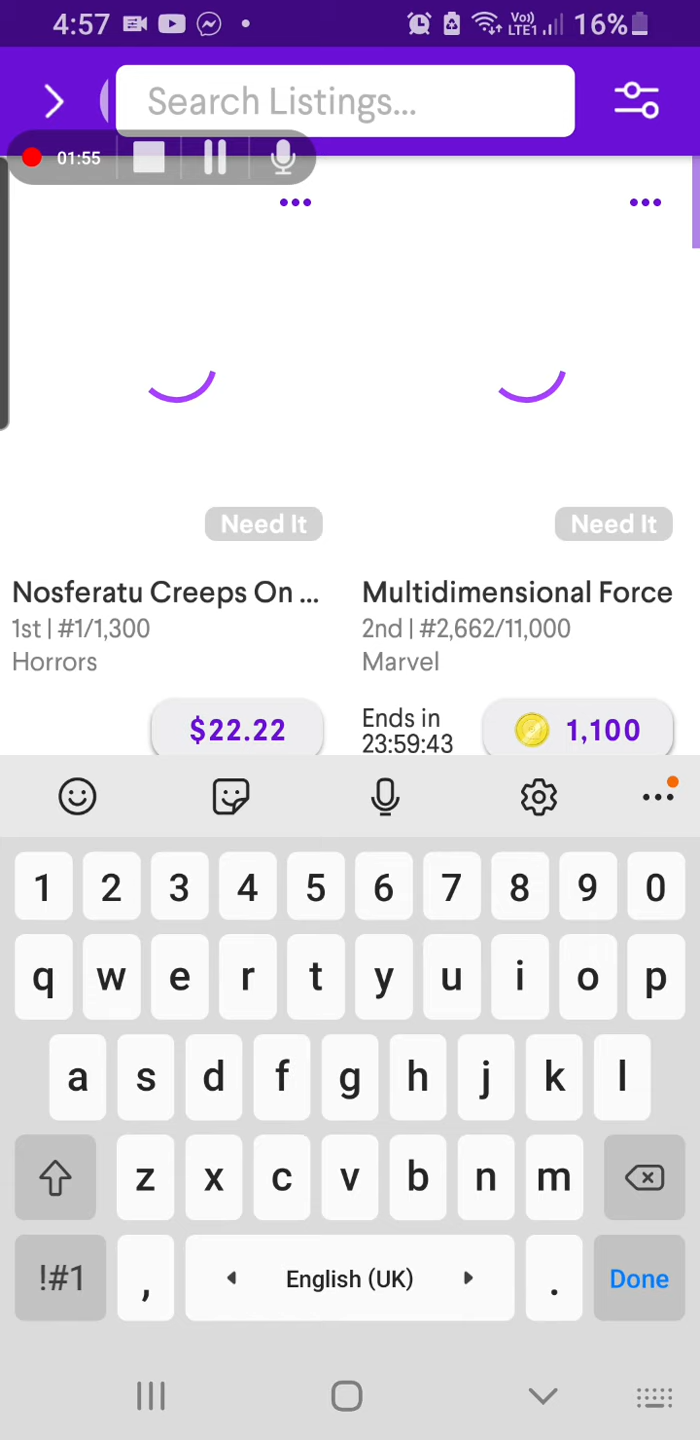 4:57 Vo)) LTE1 16%
Search Listings...
01:55
Need It Need It
Nosferatu Creeps On ... Multidimensional Force
1st | #1/1,300 2nd | #2,662/11,000
Horrors Marvel
$22.22 Ends in 1,100
23:59:43
1 2 3 4 5 6 7 8 9 0
q w e r t y u i o p
a s d f g h j k l
z x c v b n m
!#1 , English (UK) . Done